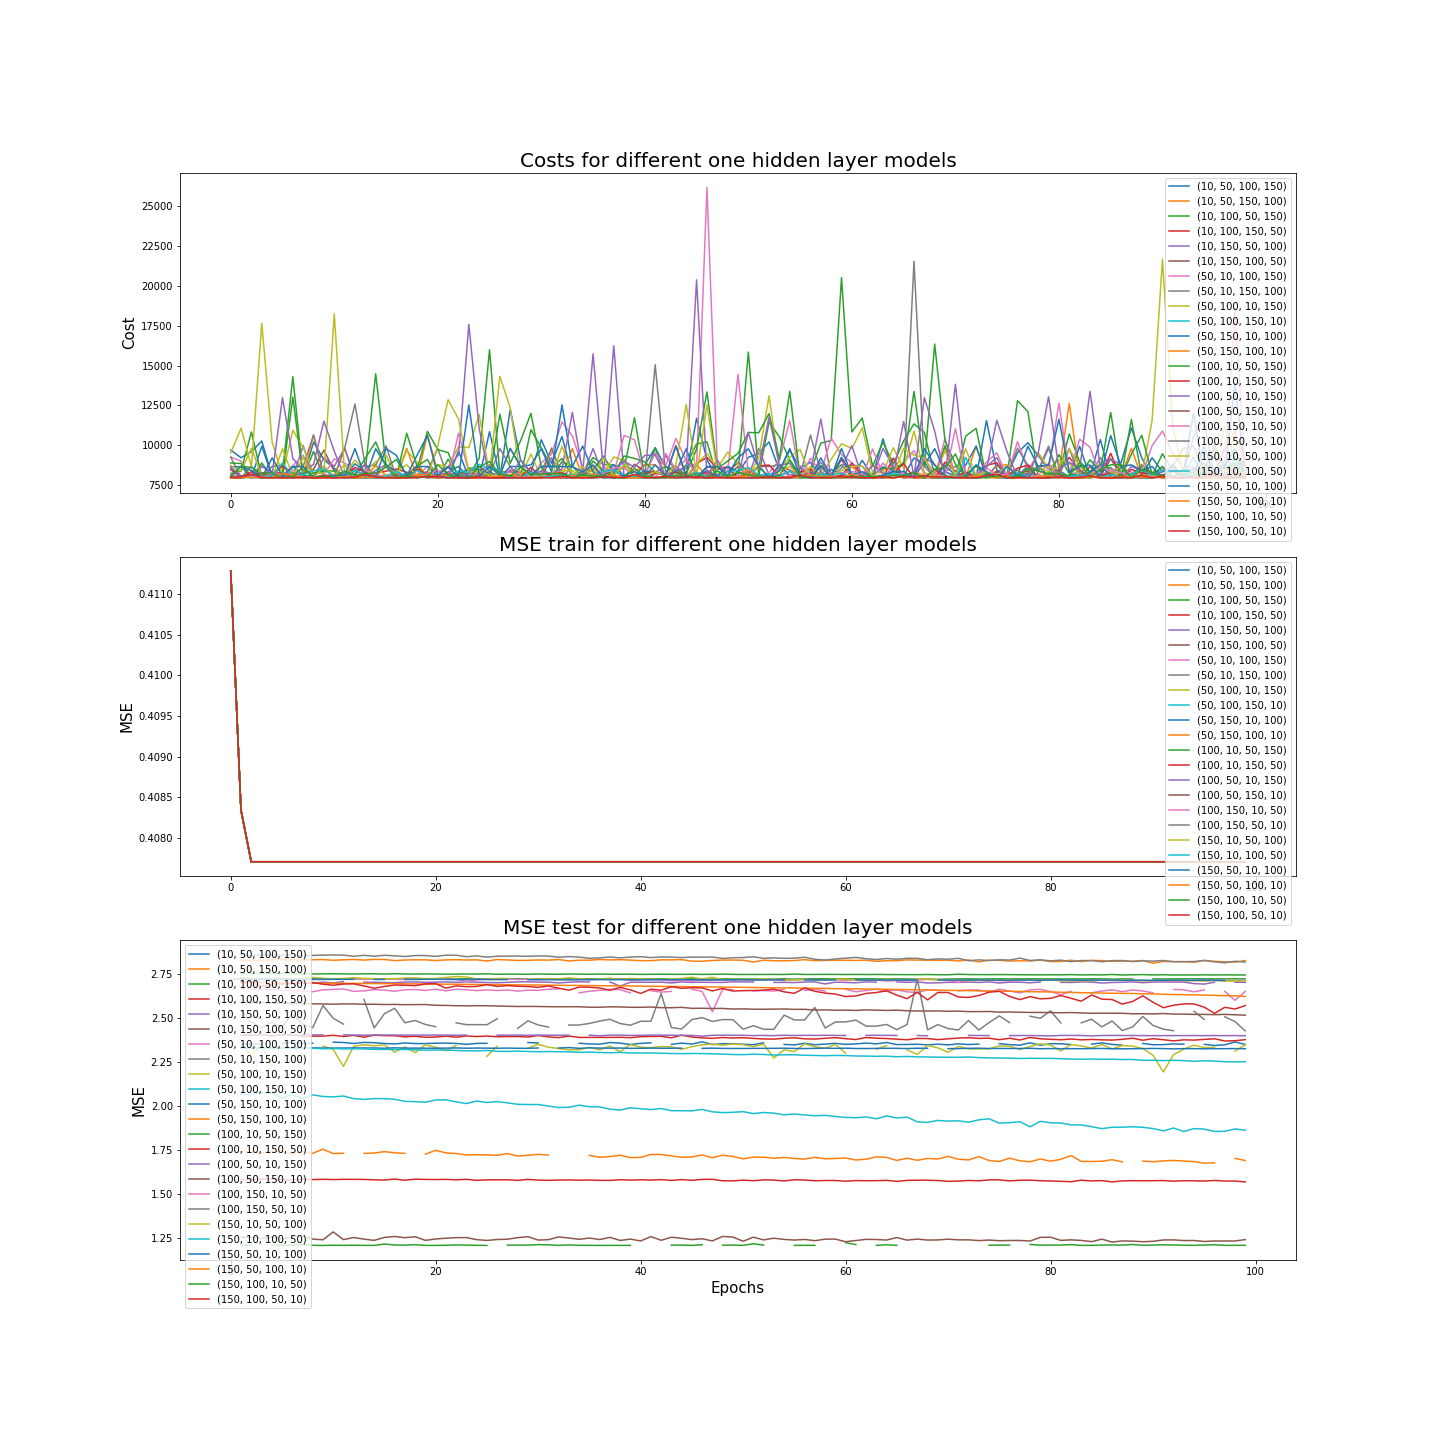 Costs for different one hidden layer models
25000
22500
20000
17500
15000
12500
10000
7500
Cost
0
20
40
60
80
(10, 50, 100, 150)
(10, 50, 150, 100)
(10, 100, 50, 150)
(10, 100, 150, 50)
(10, 150, 50, 100)
(10, 150, 100, 50)
(50, 10, 100, 150)
(50, 10, 150, 100)
(50, 100, 10, 150)
(50, 100, 150, 10)
(50, 150, 10, 100)
(50, 150, 100, 10)
(100, 10, 50, 150)
(100, 10, 150, 50)
(100, 50, 10, 150)
(100, 50, 150, 10)
(100, 150, 10, 50)
(100, 150, 50, 10)
(150, 10, 50, 100)
(150, 10, 100, 50)
(150, 50, 10, 100)
(150, 50, 100, 10)
(150, 100, 10, 50)
(150, 100, 50, 10)
MSE train for different one hidden layer models
0.4110
0.4105
0.4100
0.4095
0.4090
0.4085
0.4080
MSE
0
20
40
60
80
(10, 50, 100, 150)
(10, 50, 150, 100)
(10, 100, 50, 150)
(10, 100, 150, 50)
(10, 150, 50, 100)
(10, 150, 100, 50)
(50, 10, 100, 150)
(50, 10, 150, 100)
(50, 100, 10, 150)
(50, 100, 150, 10)
(50, 150, 10, 100)
(50, 150, 100, 10)
(100, 10, 50, 150)
(100, 10, 150, 50)
(100, 50, 10, 150)
(100, 50, 150, 10)
(100, 150, 10, 50)
(100, 150, 50, 10)
(150, 10, 50, 100)
(150, 10, 100, 50)
(150, 50, 10, 100)
(150, 50, 100, 10)
(150, 100, 10, 50)
(150, 100, 50, 10)
MSE test for different one hidden layer models
2.75
2.50
2.25
2.00
1.75
1.50
1.25
MSE
(10, 50, 100, 150)
(10, 50, 150, 100)
(10, 100, 50, 150)
(10, 100, 150, 50)
(10, 150, 50, 100)
(10, 150, 100, 50)
(50, 10, 100, 150)
(50, 10, 150, 100)
(50, 100, 10, 150)
(50, 100, 150, 10)
(50, 150, 10, 100)
(50, 150, 100, 10)
(100, 10, 50, 150)
(100, 10, 150, 50)
(100, 50, 10, 150)
(100, 50, 150, 10)
(100, 150, 10, 50)
(100, 150, 50, 10)
(150, 10, 50, 100)
(150, 10, 100, 50)
(150, 50, 10, 100)
(150, 50, 100, 10)
(150, 100, 10, 50)
(150, 100, 50, 10)
20
40
60
80
100
Epochs